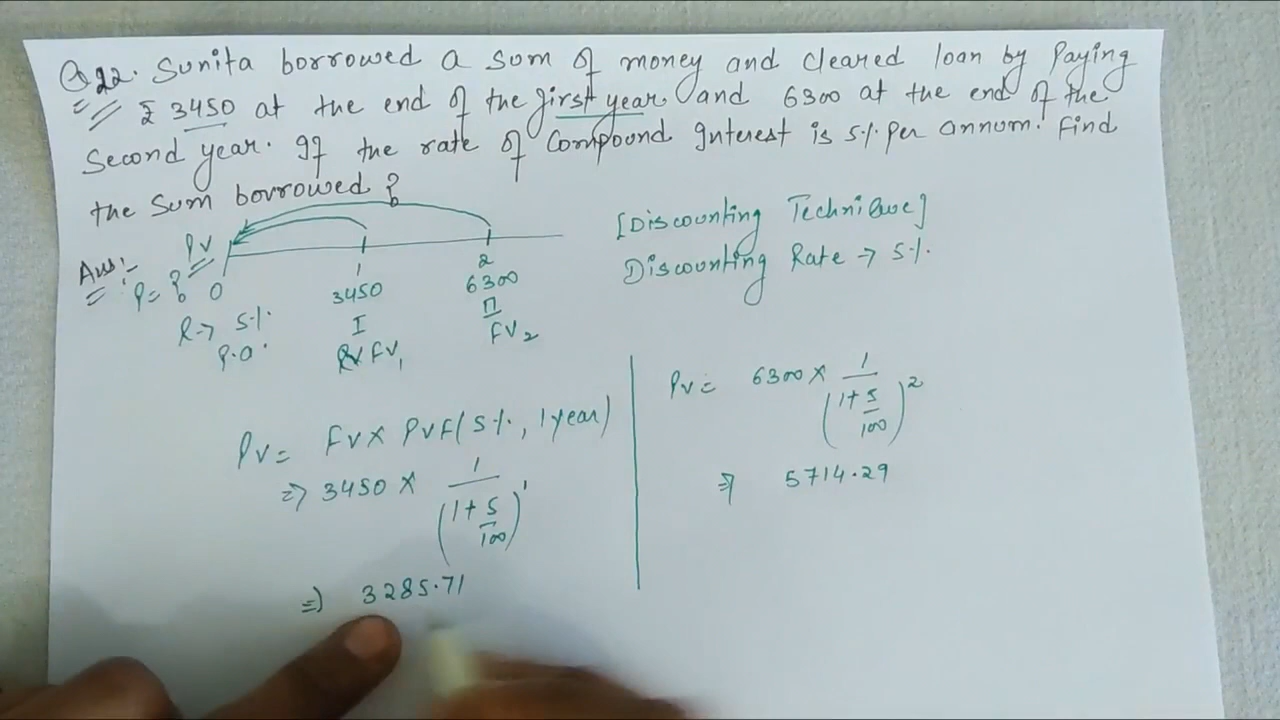 Q 22. Sunita borrowed a sum of money and cleared loan by Paying
₹ 3450 at the end of the first year and 6300 at the end of the
Second year. If the rate of Compound Interest is 5% per annum. Find
the Sum borrowed ?
Ans:-
PV
P = ?
0
1
3450
I
FV1
2
6300
II
FV2
R → 5%
P.a.
[Discounting Technique]
Discounting Rate → 5%.
PV = FV × PVF(5%, 1 year)
⇒ 3450 × 1/(1+5/100)^1
⇒ 3285.71
PV = 6300 × 1/(1+5/100)^2
⇒ 5714.29